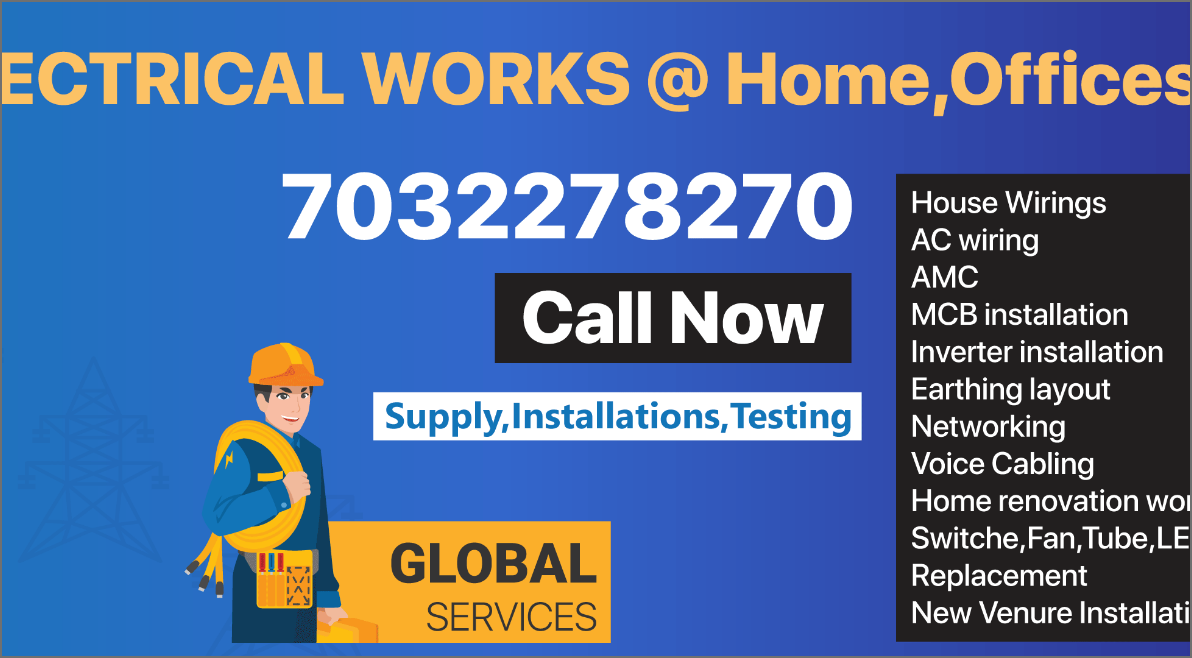 ECTRICAL WORKS @ Home,Offices
7032278270
Call Now
Supply,Installations,Testing
GLOBAL
SERVICES
House Wirings
AC wiring
AMC
MCB installation
Inverter installation
Earthing layout
Networking
Voice Cabling
Home renovation wor
Switche,Fan,Tube,LE
Replacement
New Venure Installati